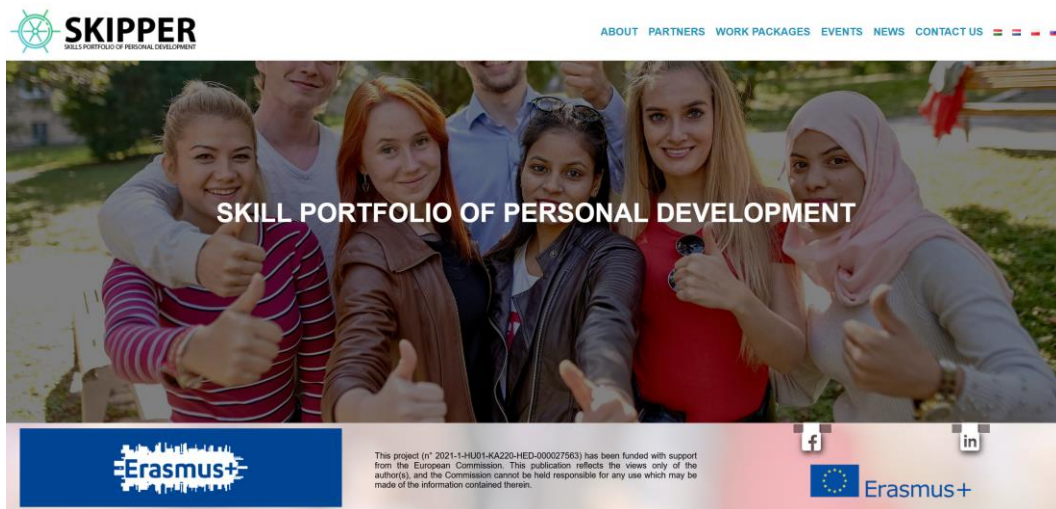 SKIPPER
SKILLS PORTFOLIO OF PERSONAL DEVELOPMENT
ABOUT PARTNERS WORK PACKAGES EVENTS NEWS CONTACT US
SKILL PORTFOLIO OF PERSONAL DEVELOPMENT
Erasmus+
This project (n° 2021-1-HU01-KA220-HED-000027563) has been funded with support
from the European Commission. This publication reflects the views only of the
author(s), and the Commission cannot be held responsible for any use which may be
made of the information contained therein.
f
in
Erasmus+